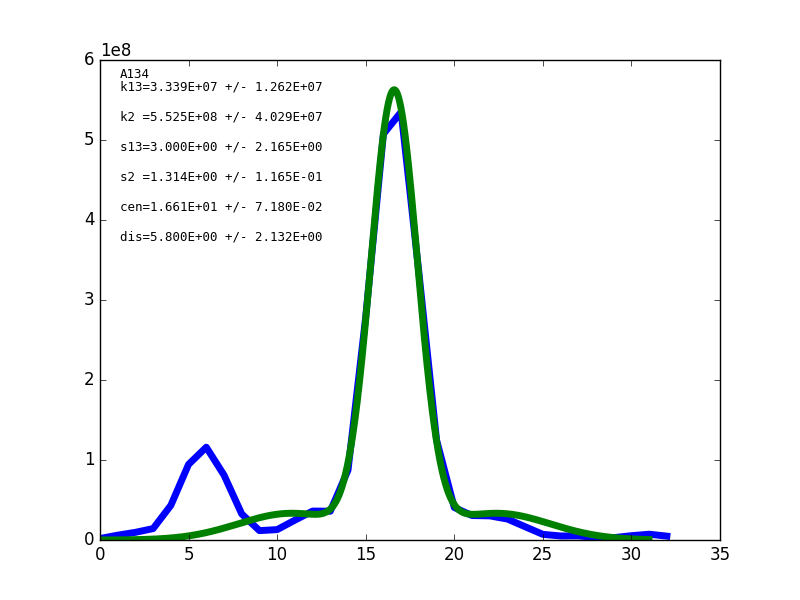 1e8
A134
k13=3.339E+07 +/- 1.262E+07
k2 =5.525E+08 +/- 4.029E+07
s13=3.000E+00 +/- 2.165E+00
s2 =1.314E+00 +/- 1.165E-01
cen=1.661E+01 +/- 7.180E-02
dis=5.800E+00 +/- 2.132E+00
6
5
4
3
2
1
0
0 5 10 15 20 25 30 35